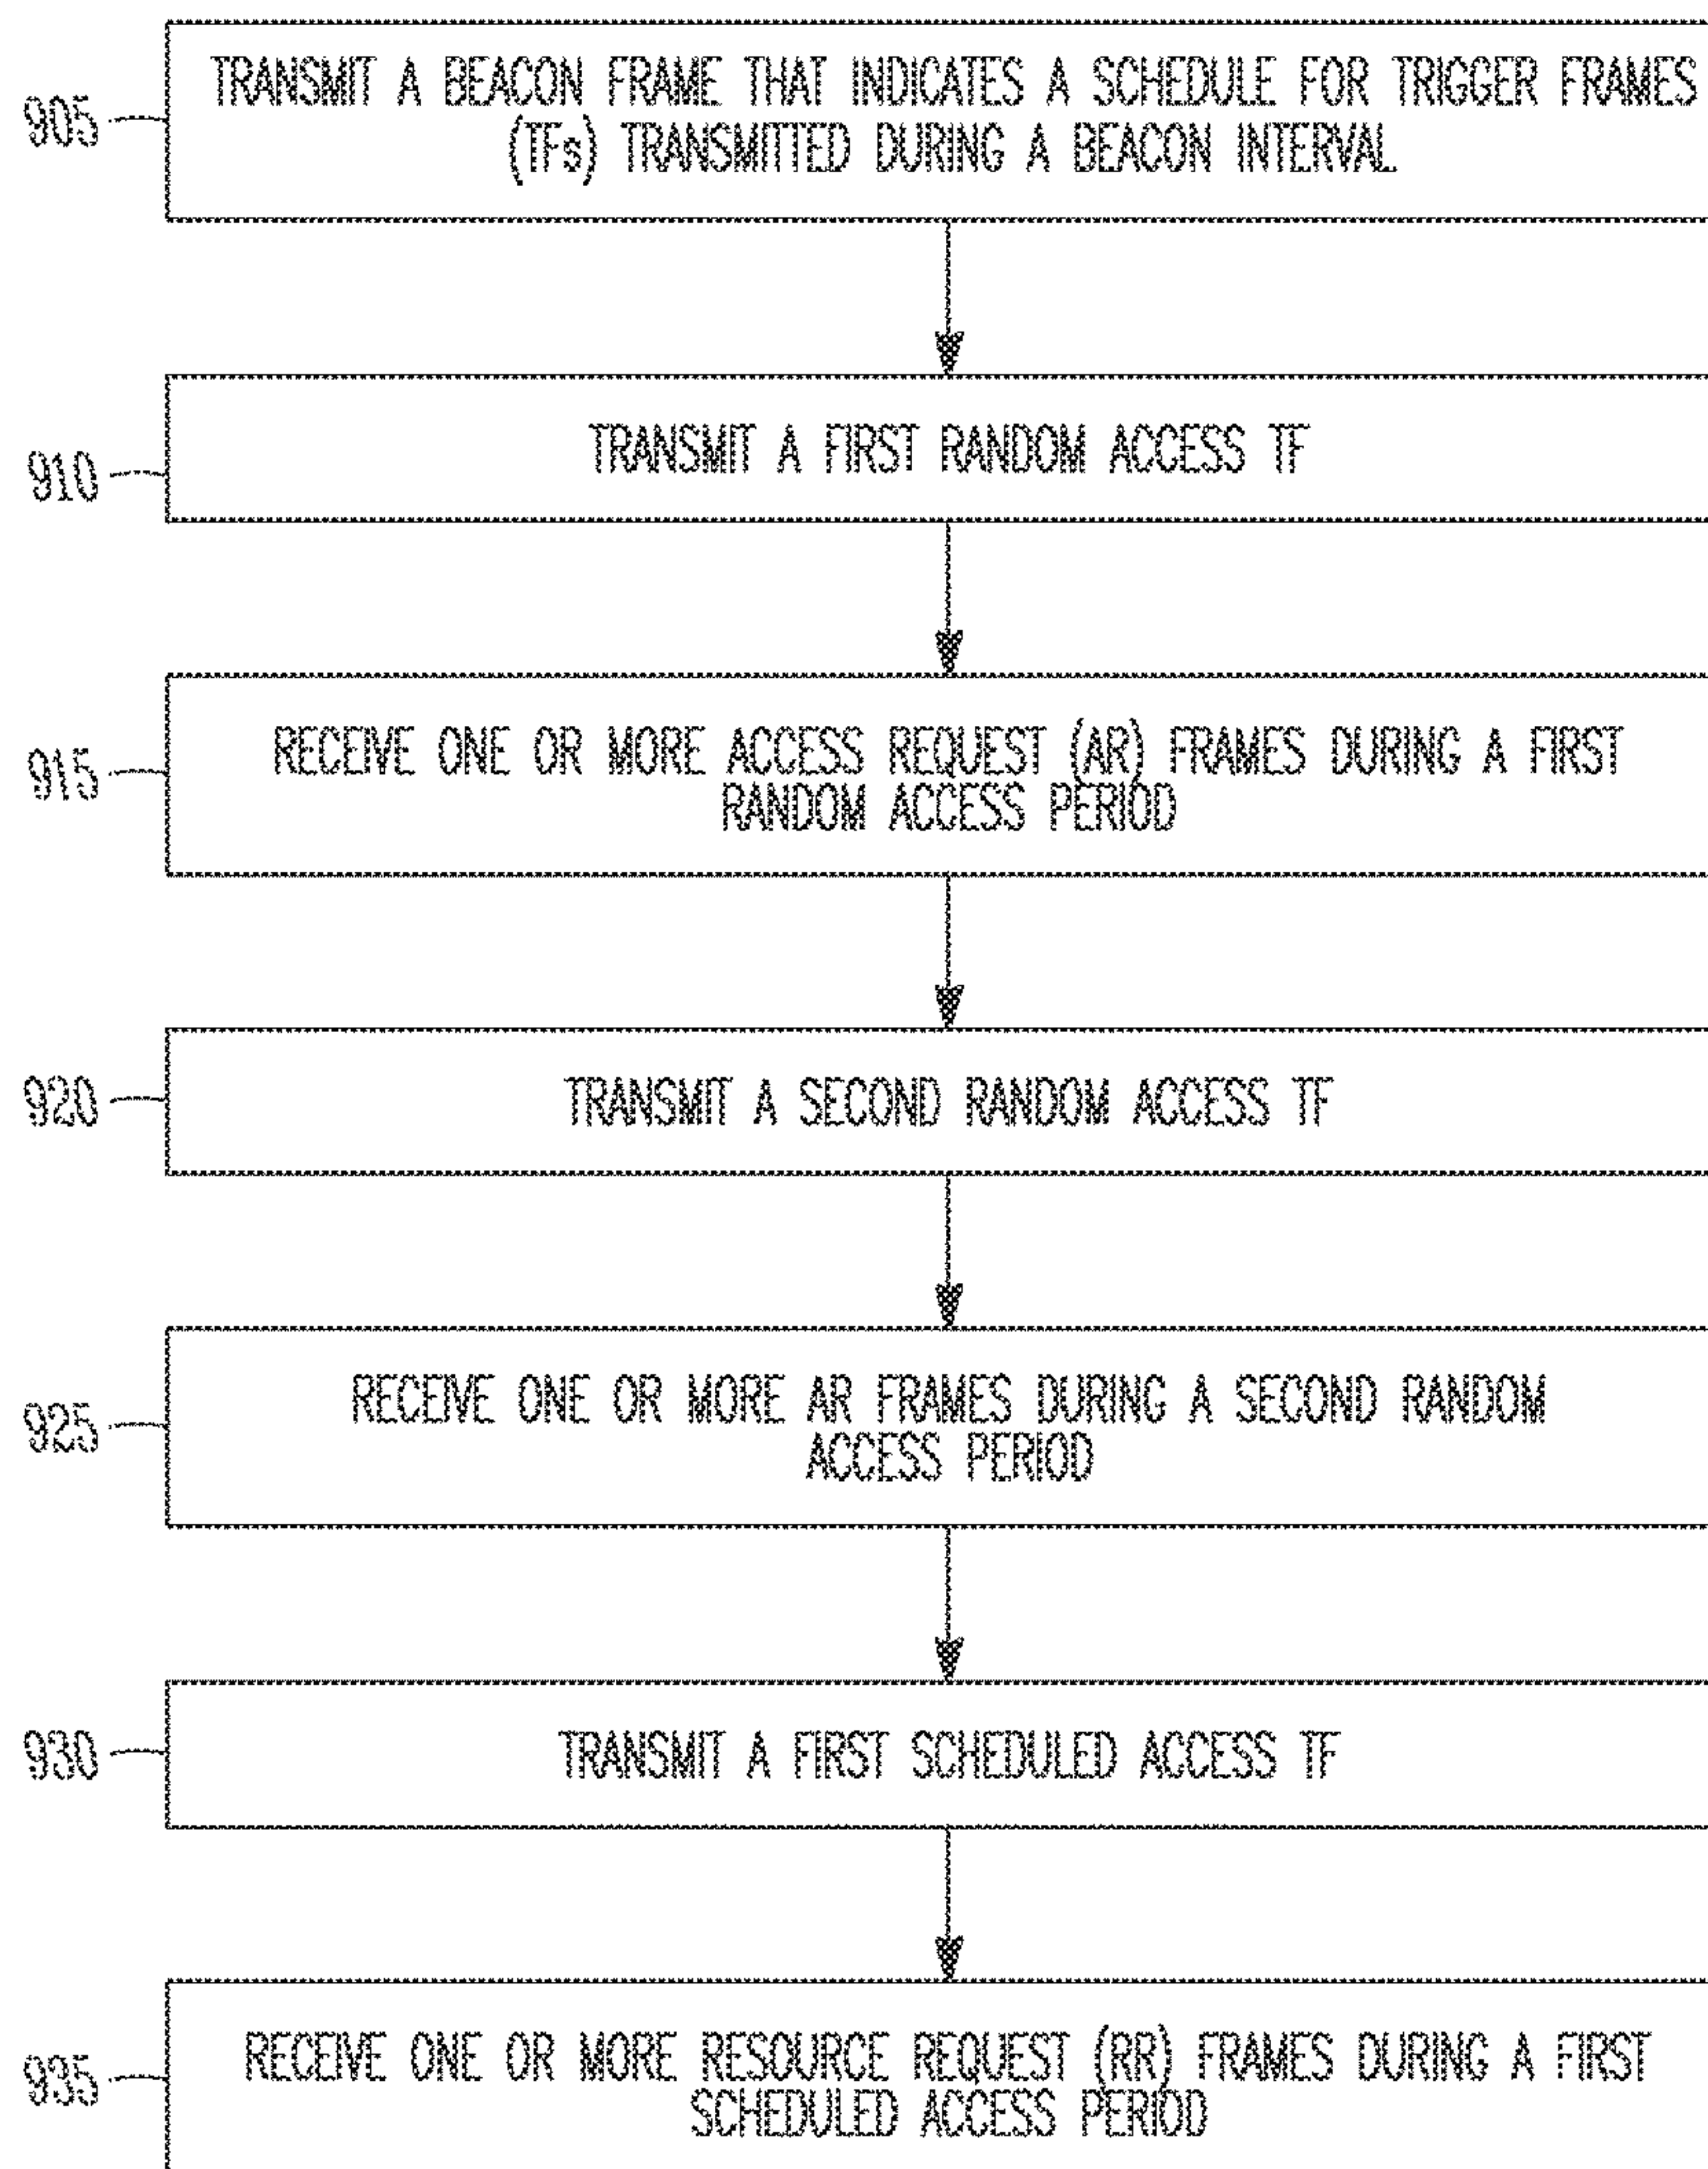 905
TRANSMIT A BEACON FRAME THAT INDICATES A SCHEDULE FOR TRIGGER FRAMES
(TFs) TRANSMITTED DURING A BEACON INTERVAL
910
TRANSMIT A FIRST RANDOM ACCESS TF
915
RECEIVE ONE OR MORE ACCESS REQUEST (AR) FRAMES DURING A FIRST
RANDOM ACCESS PERIOD
920
TRANSMIT A SECOND RANDOM ACCESS TF
925
RECEIVE ONE OR MORE AR FRAMES DURING A SECOND RANDOM
ACCESS PERIOD
930
TRANSMIT A FIRST SCHEDULED ACCESS TF
935
RECEIVE ONE OR MORE RESOURCE REQUEST (RR) FRAMES DURING A FIRST
SCHEDULED ACCESS PERIOD